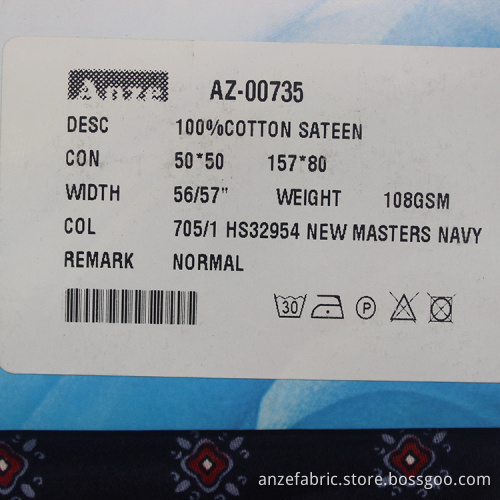 Anze AZ-00735
DESC 100%COTTON SATEEN
CON 50*50 157*80
WIDTH 56/57" WEIGHT 108GSM
COL 705/1 HS32954 NEW MASTERS NAVY
REMARK NORMAL
30 P
anzefabric.store.bossgoo.com